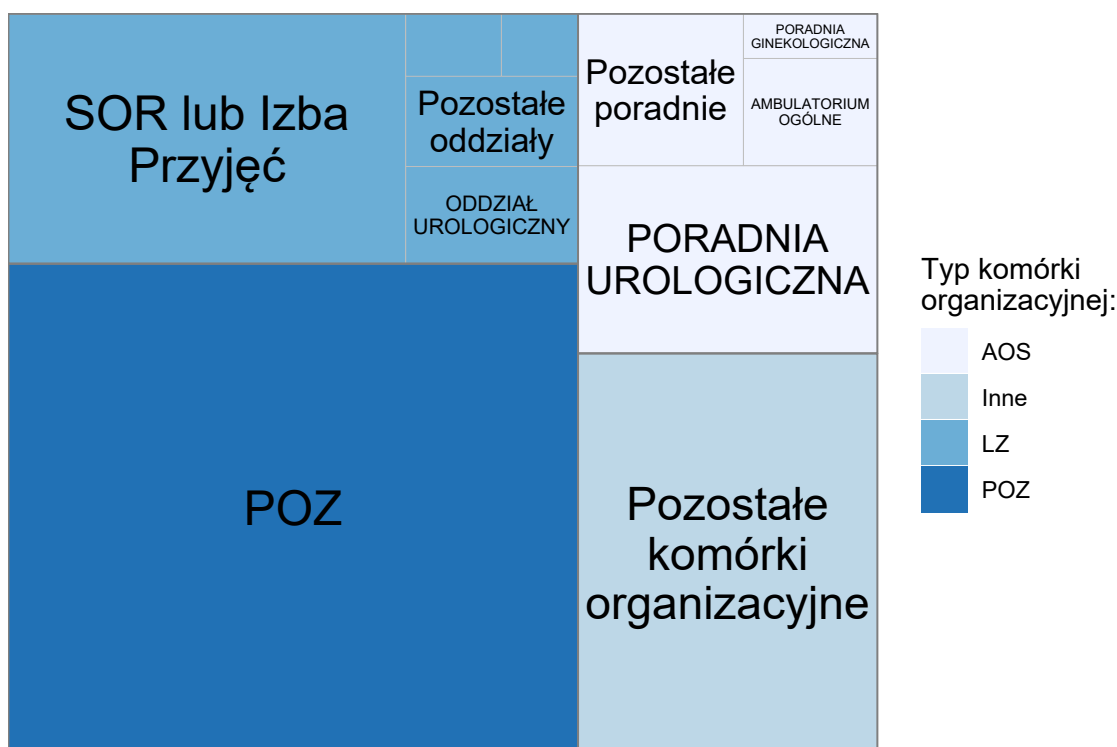 SOR lub Izba
Przyjęć
Pozostałe
oddziały
ODDZIAŁ
UROLOGICZNY
POZ
Pozostałe
poradnie
PORADNIA
GINEKOLOGICZNA
AMBULATORIUM
OGÓLNE
PORADNIA
UROLOGICZNA
Pozostałe
komórki
organizacyjne
Typ komórki
organizacyjnej:
AOS
Inne
LZ
POZ